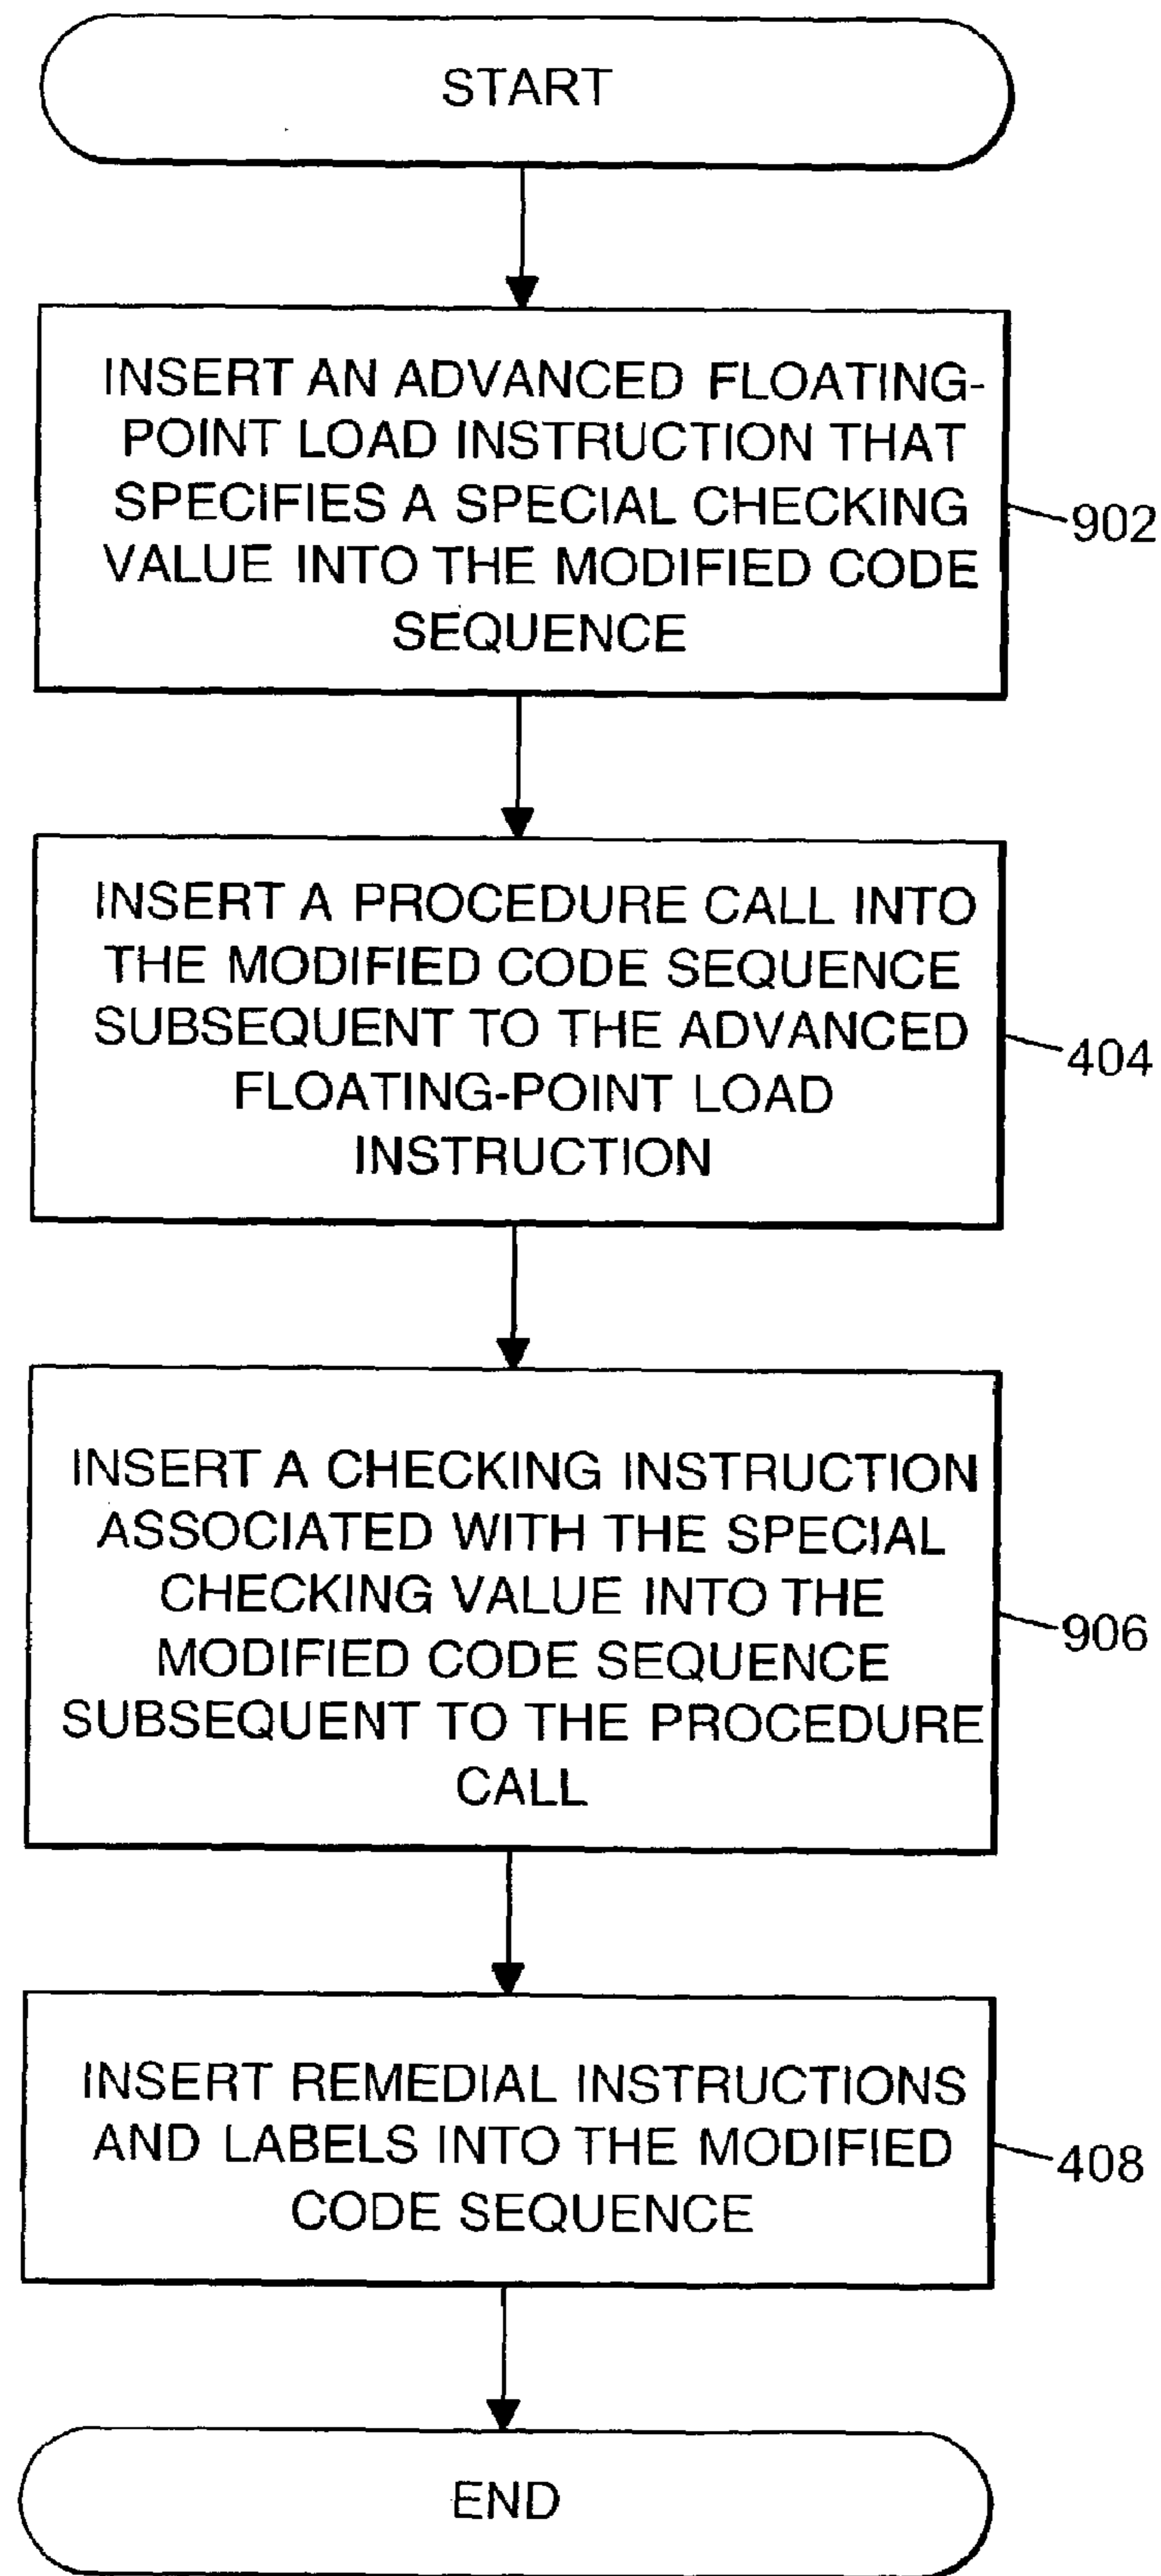 START
INSERT AN ADVANCED FLOATING-
POINT LOAD INSTRUCTION THAT
SPECIFIES A SPECIAL CHECKING
VALUE INTO THE MODIFIED CODE
SEQUENCE
902
INSERT A PROCEDURE CALL INTO
THE MODIFIED CODE SEQUENCE
SUBSEQUENT TO THE ADVANCED
FLOATING-POINT LOAD
INSTRUCTION
404
INSERT A CHECKING INSTRUCTION
ASSOCIATED WITH THE SPECIAL
CHECKING VALUE INTO THE
MODIFIED CODE SEQUENCE
SUBSEQUENT TO THE PROCEDURE
CALL
906
INSERT REMEDIAL INSTRUCTIONS
AND LABELS INTO THE MODIFIED
CODE SEQUENCE
408
END